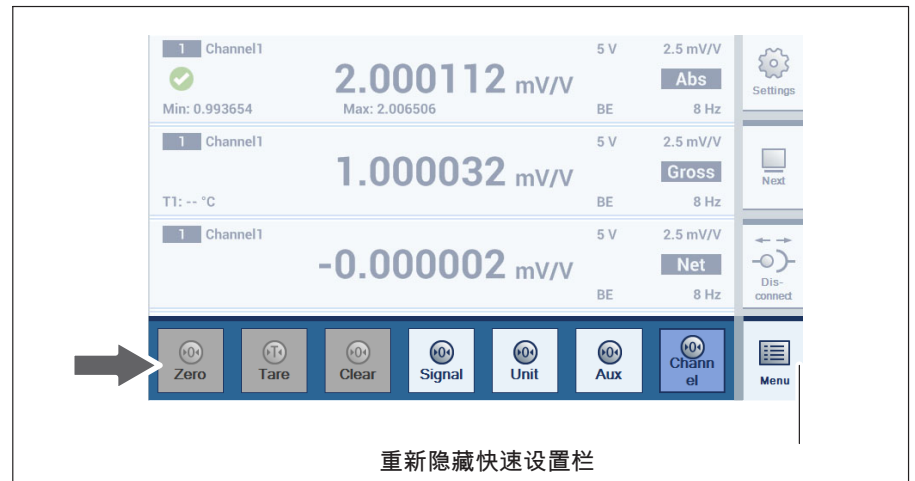 1 Channel1 5 V 2.5 mV/V
2.000112 mV/V Abs
Min: 0.993654 Max: 2.006506 BE 8 Hz
Settings
1 Channel1 5 V 2.5 mV/V
1.000032 mV/V Gross
T1: -- °C BE 8 Hz
Next
1 Channel1 5 V 2.5 mV/V
-0.000002 mV/V Net
BE 8 Hz
Dis-
connect
Zero Tare Clear Signal Unit Aux Chann
el
Menu
重新隐藏快速设置栏